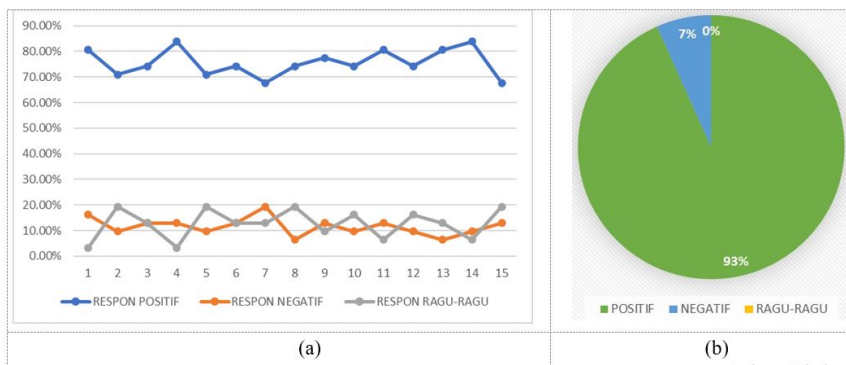 90.00%
80.00%
70.00%
60.00%
50.00%
40.00%
30.00%
20.00%
10.00%
0.00%
1 2 3 4 5 6 7 8 9 10 11 12 13 14 15
RESPON POSITIF RESPON NEGATIF RESPON RAGU-RAGU
(a)
7% 0%
93%
POSITIF NEGATIF RAGU-RAGU
(b)